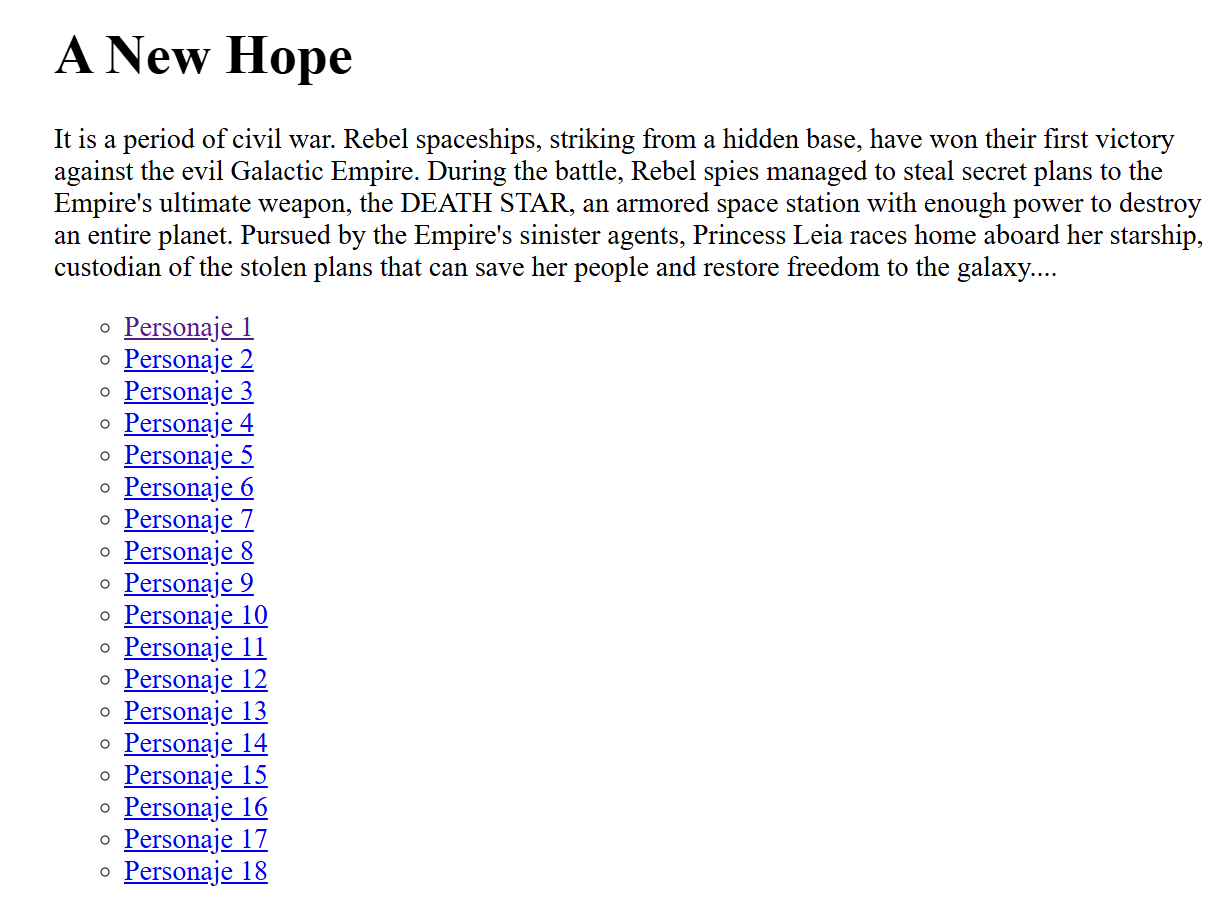 A New Hope
It is a period of civil war. Rebel spaceships, striking from a hidden base, have won their first victory
against the evil Galactic Empire. During the battle, Rebel spies managed to steal secret plans to the
Empire's ultimate weapon, the DEATH STAR, an armored space station with enough power to destroy
an entire planet. Pursued by the Empire's sinister agents, Princess Leia races home aboard her starship,
custodian of the stolen plans that can save her people and restore freedom to the galaxy....
Personaje 1
Personaje 2
Personaje 3
Personaje 4
Personaje 5
Personaje 6
Personaje 7
Personaje 8
Personaje 9
Personaje 10
Personaje 11
Personaje 12
Personaje 13
Personaje 14
Personaje 15
Personaje 16
Personaje 17
Personaje 18